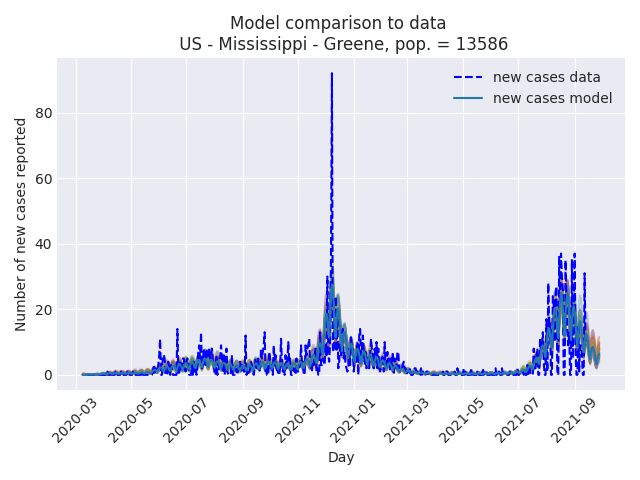 Model comparison to data
US - Mississippi - Greene, pop. = 13586
new cases data
new cases model
Number of new cases reported
80
60
40
20
0
2020-03
2020-05
2020-07
2020-09
2020-11
2021-01
2021-03
2021-05
2021-07
2021-09
Day